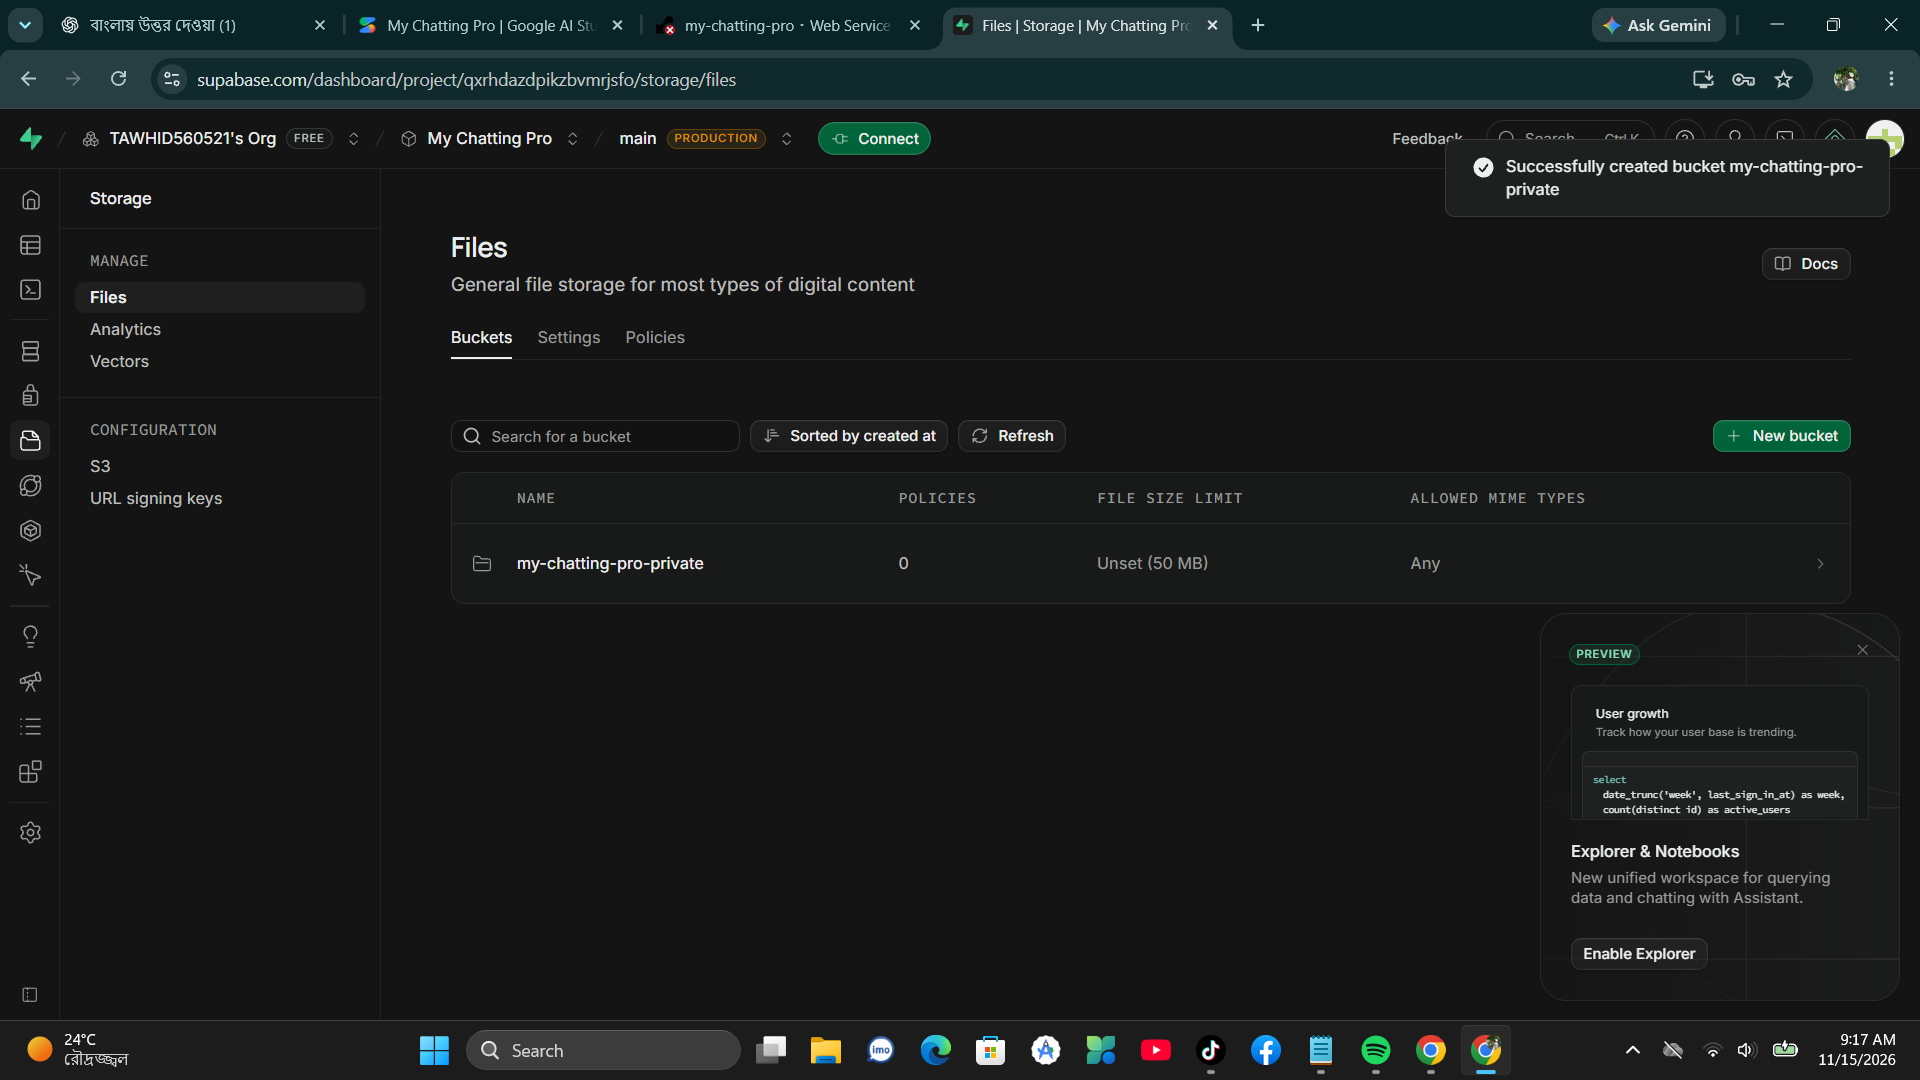 বাংলায় উত্তর দেওয়া (1)
My Chatting Pro | Google AI Stu
my-chatting-pro · Web Service
Files | Storage | My Chatting Pro
Ask Gemini
supabase.com/dashboard/project/qxrhdazdpikzbvmrjsfo/storage/files
TAWHID560521's Org
FREE
My Chatting Pro
main
PRODUCTION
Connect
Feedback
Search
Ctrl K
Successfully created bucket my-chatting-pro-
private
Storage
MANAGE
Files
Analytics
Vectors
CONFIGURATION
S3
URL signing keys
Files
General file storage for most types of digital content
Docs
Buckets
Settings
Policies
Search for a bucket
Sorted by created at
Refresh
New bucket
NAME
POLICIES
FILE SIZE LIMIT
ALLOWED MIME TYPES
my-chatting-pro-private
0
Unset (50 MB)
Any
PREVIEW
User growth
Track how your user base is trending.
select
date_trunc('week', last_sign_in_at) as week,
count(distinct id) as active_users
Explorer & Notebooks
New unified workspace for querying
data and chatting with Assistant.
Enable Explorer
24°C
রৌদ্রজ্জ্বল
Search
imo
9:17 AM
11/15/2026